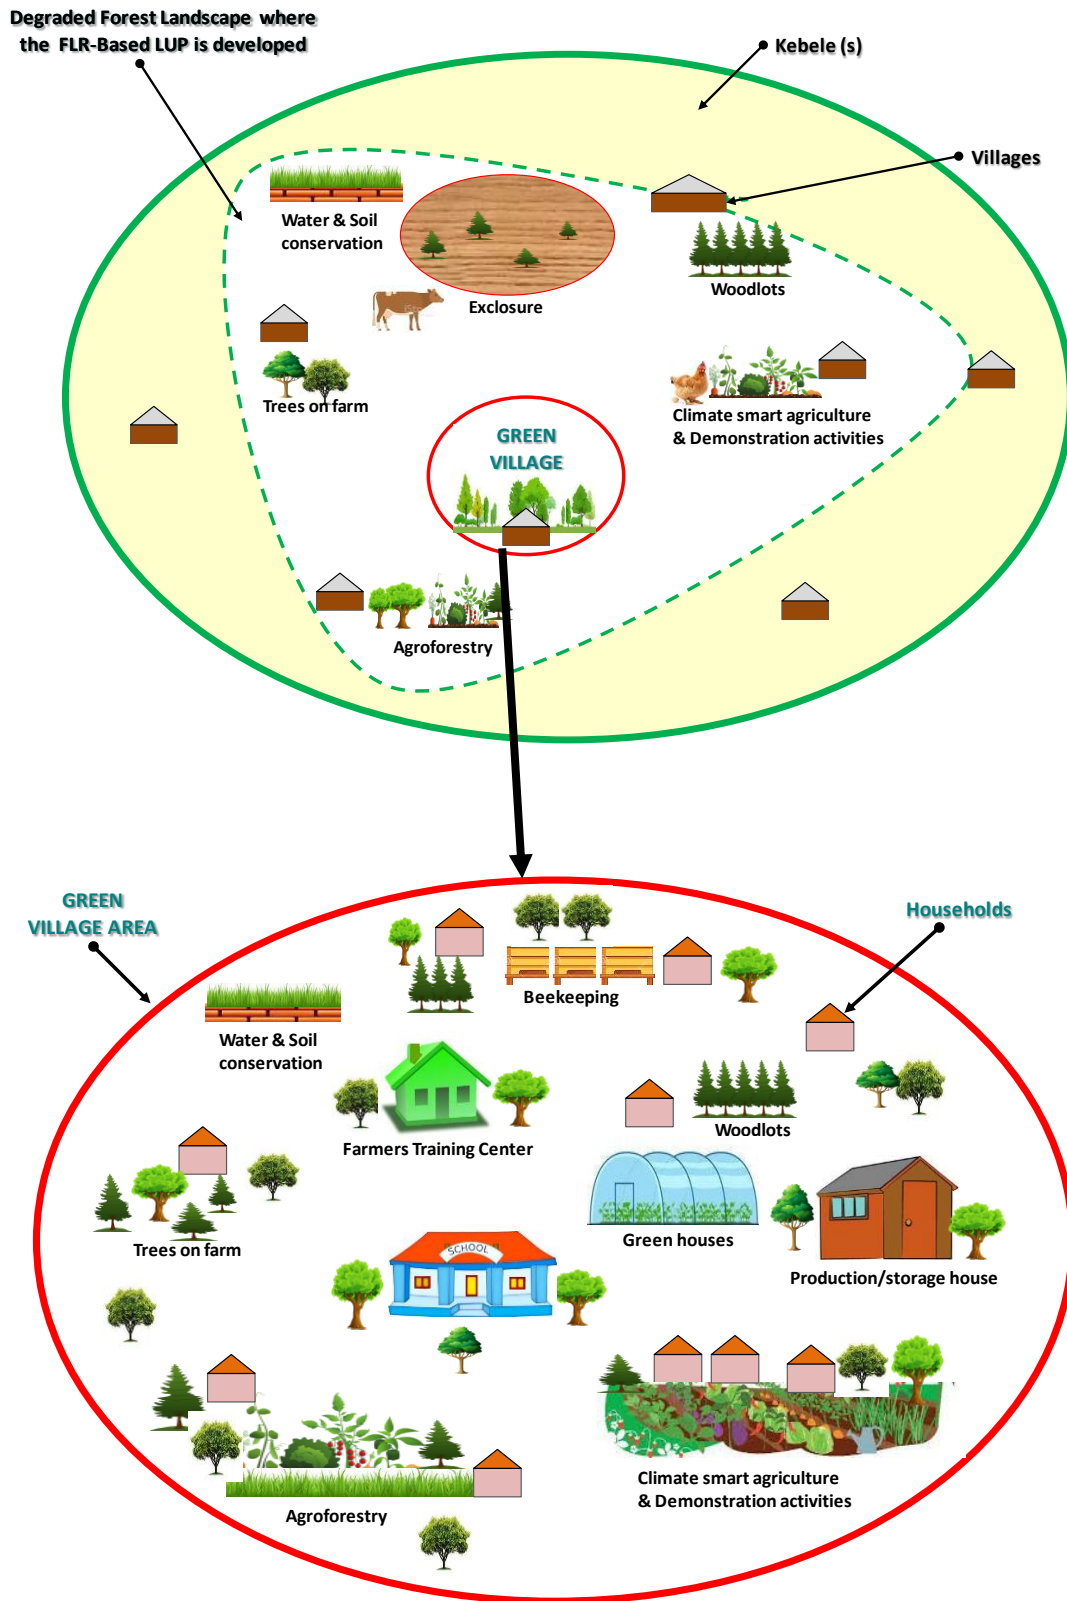 Degraded Forest Landscape where
the FLR-Based LUP is developed
Kebele (s)
Villages
Water & Soil
conservation
Exclosure
Woodlots
Trees on farm
Climate smart agriculture
& Demonstration activities
GREEN
VILLAGE
Agroforestry
GREEN
VILLAGE AREA
Households
Beekeeping
Water & Soil
conservation
Farmers Training Center
Woodlots
Trees on farm
SCHOOL
Green houses
Production/storage house
Agroforestry
Climate smart agriculture
& Demonstration activities